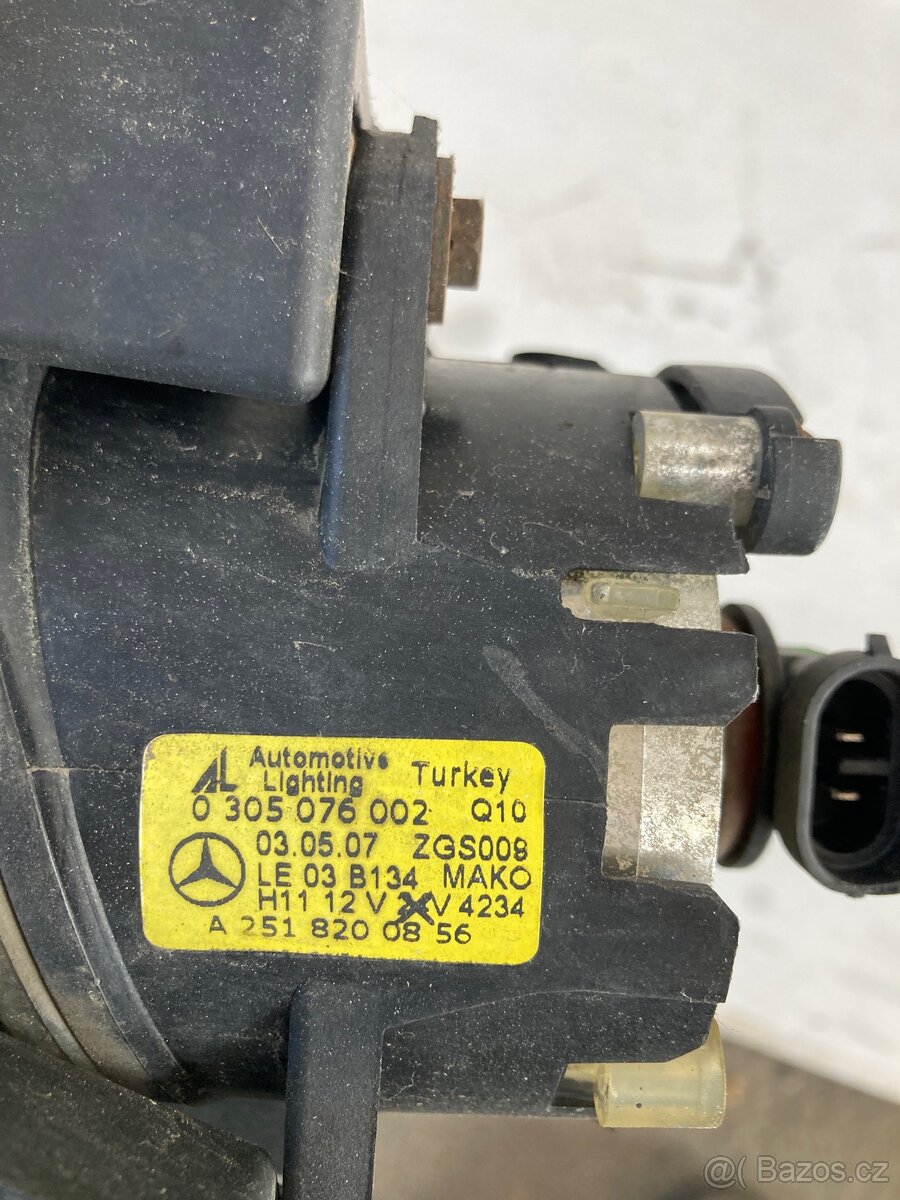 AL Automotive Lighting Turkey
0 305 076 002 Q10
03.05.07 ZGS008
LE 03 B134 MAKO
H11 12 V V 4234
A 251 820 08 56
@ Bazos.cz